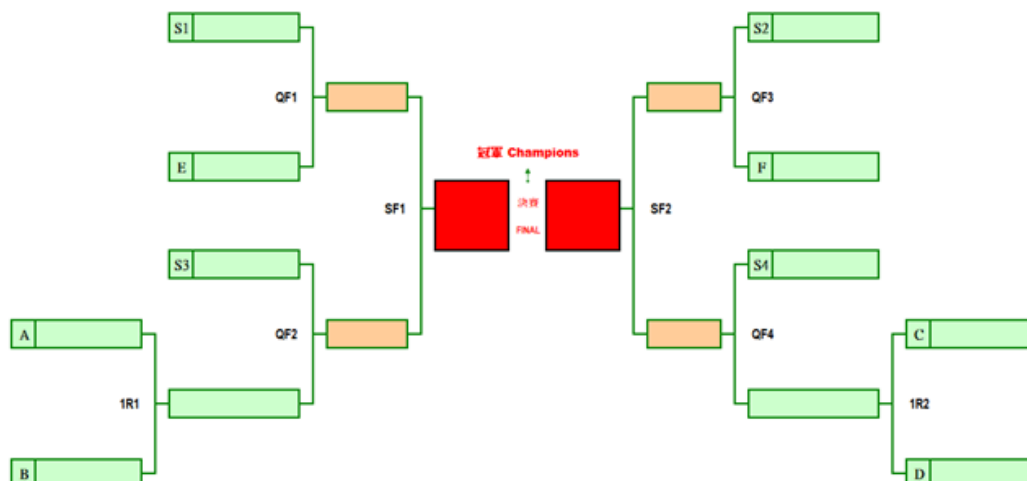 S1
S2
QF1
QF3
冠軍 Champions
E
F
SF1
決賽
SF2
FINAL
S3
S4
A
QF2
QF4
C
1R1
1R2
B
D